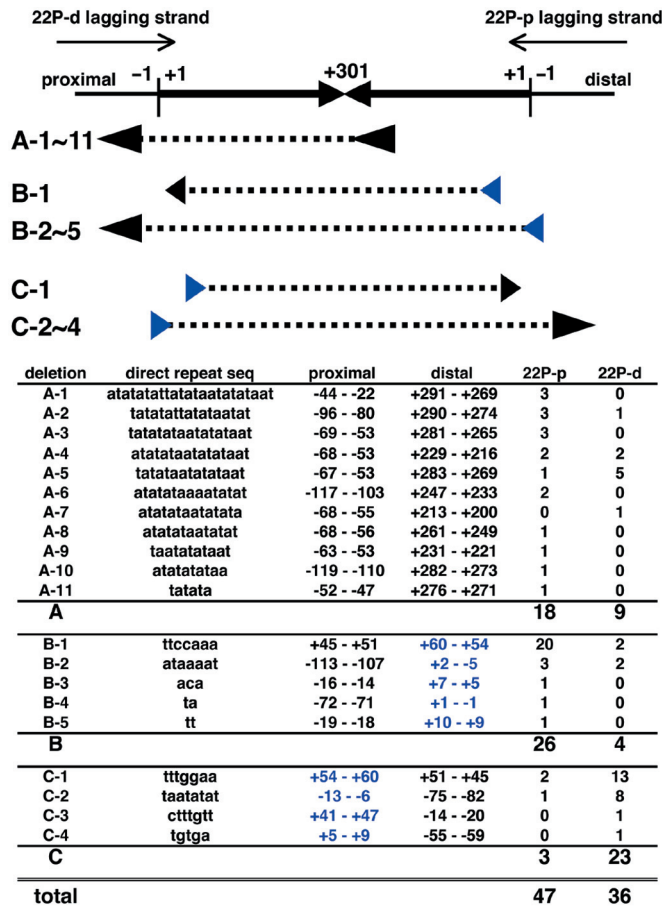 22P-d lagging strand 22P-p lagging strand
proximal −1 +1 +301 +1 −1 distal
A-1~11
B-1
B-2~5
C-1
C-2~4
deletion direct repeat seq proximal distal 22P-p 22P-d
A-1 atatatattatataatatataat -44 - -22 +291 - +269 3 0
A-2 tatatattatataatat -96 - -80 +290 - +274 3 1
A-3 tatatataatatataat -69 - -53 +281 - +265 3 0
A-4 atatataatatataat -68 - -53 +229 - +216 2 2
A-5 tatataatatataat -67 - -53 +283 - +269 1 5
A-6 atatataaaatatat -117 - -103 +247 - +233 2 0
A-7 atatataatatata -68 - -55 +213 - +200 0 1
A-8 atatataatatat -68 - -56 +261 - +249 1 0
A-9 taatatataat -63 - -53 +231 - +221 1 0
A-10 atatatataa -119 - -110 +282 - +273 1 0
A-11 tatata -52 - -47 +276 - +271 1 0
A 18 9
B-1 ttccaaa +45 - +51 +60 - +54 20 2
B-2 ataaaat -113 - -107 +2 - -5 3 2
B-3 aca -16 - -14 +7 - +5 1 0
B-4 ta -72 - -71 +1 - -1 1 0
B-5 tt -19 - -18 +10 - +9 1 0
B 26 4
C-1 tttggaa +54 - +60 +51 - +45 2 13
C-2 taatatat -13 - -6 -75 - -82 1 8
C-3 ctttgtt +41 - +47 -14 - -20 0 1
C-4 tgtga +5 - +9 -55 - -59 0 1
C 3 23
total 47 36